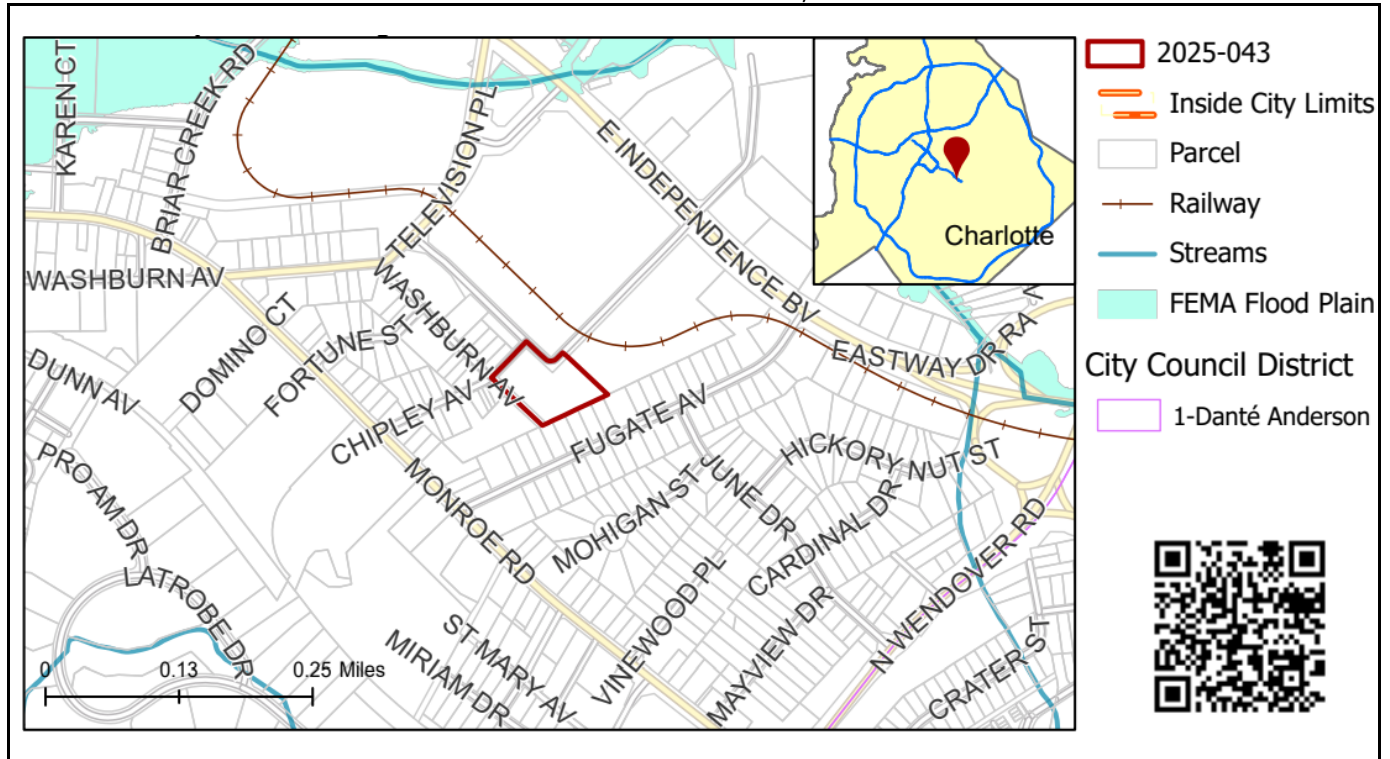 KAREN CT
BRIAR CREEK RD
TELEVISION PL
E INDEPENDENCE BV
WASHBURN AV
WASHBURN AV
DOMINO CT
FORTUNE ST
DUNN AV
CHIPLEY AV
FUGATE AV
EASTWAY DR
PRO AM DR
MONROE RD
MOHIGAN ST
JUNE DR
HICKORY NUT ST
CARDINAL DR
LATROBE DR
ST MARY AV
MIRIAM DR
VINEWOOD PL
MAYVIEW DR
N WENDOVER RD
CRATER ST
0 0.13 0.25 Miles
Charlotte
2025-043
Inside City Limits
Parcel
Railway
Streams
FEMA Flood Plain
City Council District
1-Danté Anderson